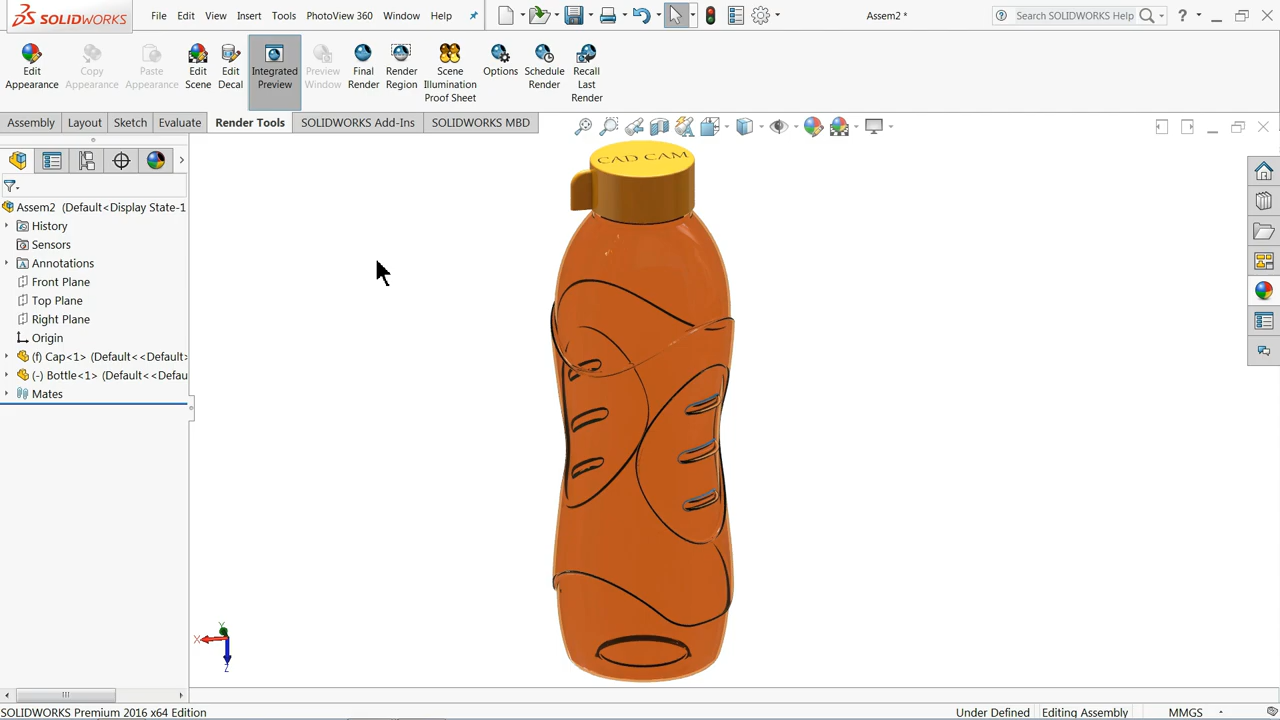 SOLIDWORKS
File Edit View Insert Tools PhotoView 360 Window Help
Assem2 *
Search SOLIDWORKS Help
Edit Appearance
Copy Appearance
Paste Appearance
Edit Scene
Edit Decal
Integrated Preview
Preview Window
Final Render
Render Region
Scene Illumination Proof Sheet
Options
Schedule Render
Recall Last Render
Assembly Layout Sketch Evaluate Render Tools SOLIDWORKS Add-Ins SOLIDWORKS MBD
Assem2 (Default<Display State-1
History
Sensors
Annotations
Front Plane
Top Plane
Right Plane
Origin
(f) Cap<1> (Default<<Default>
(-) Bottle<1> (Default<<Defau
Mates
CAD CAM
Y
X
Z
SOLIDWORKS Premium 2016 x64 Edition
Under Defined Editing Assembly MMGS